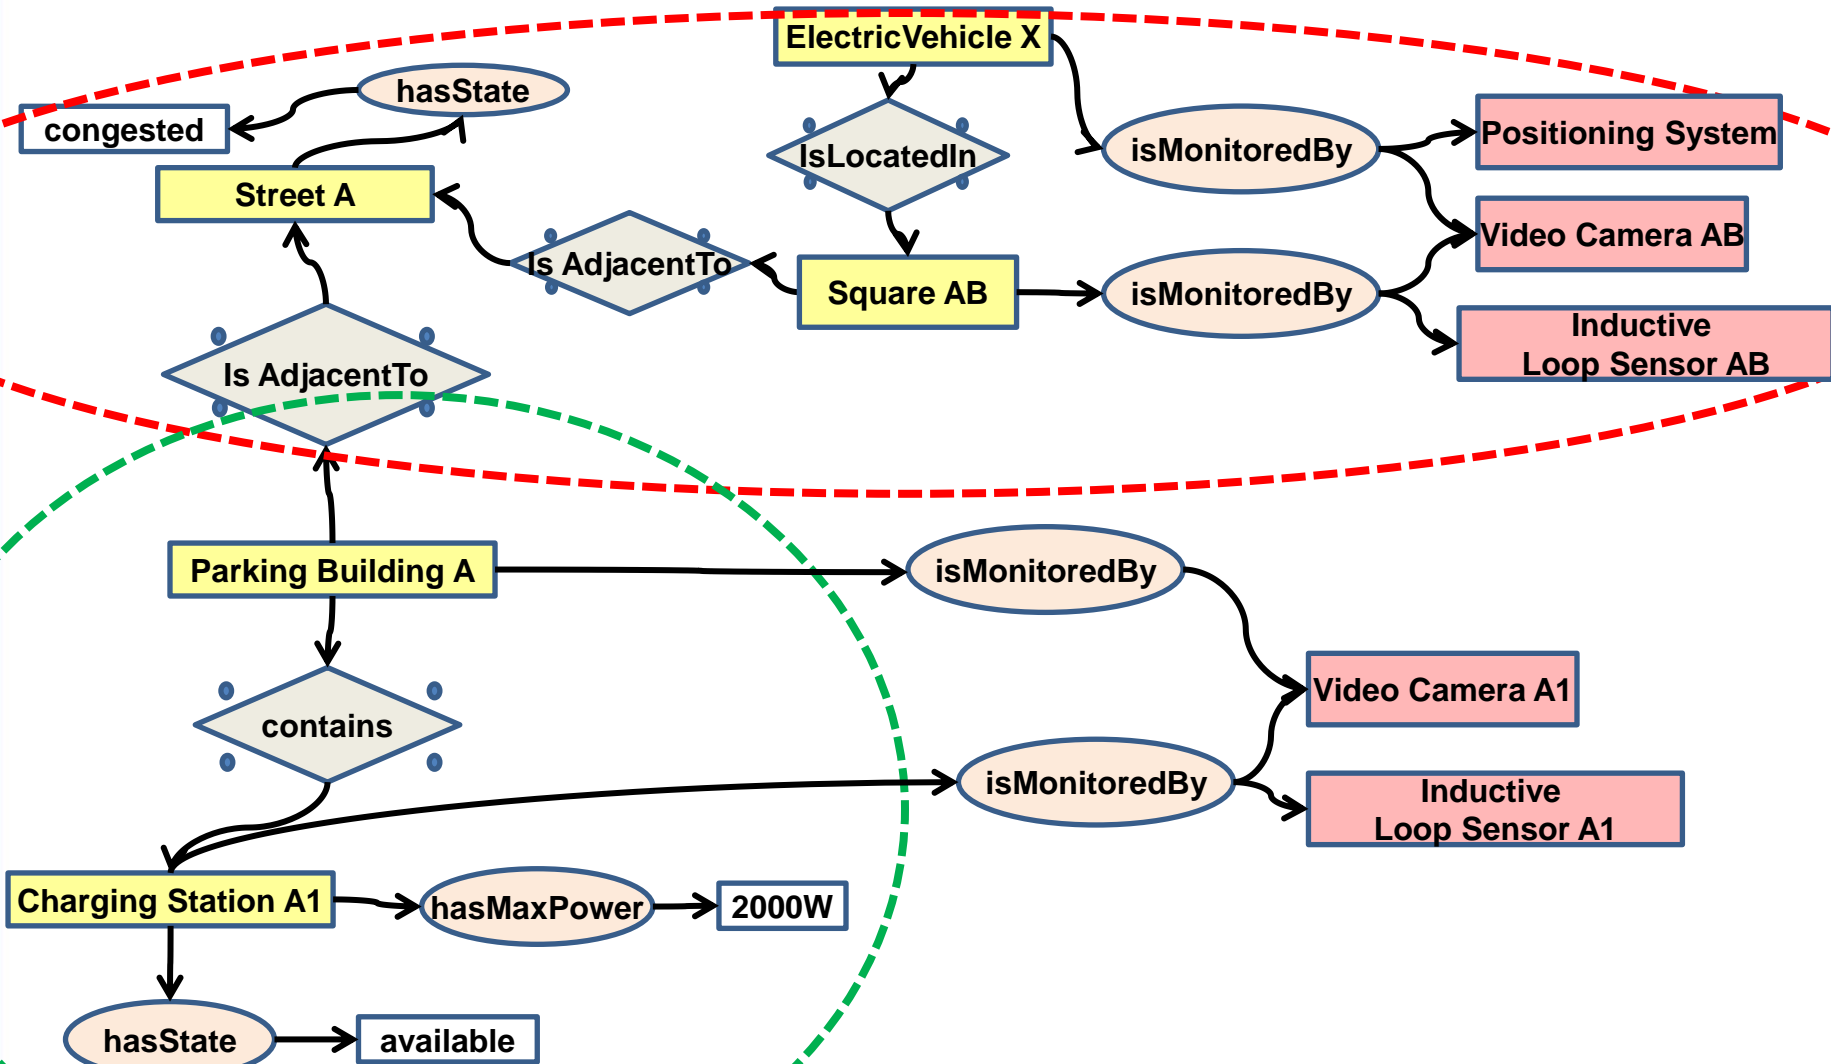 ElectricVehicle X
hasState
congested
Positioning System
isMonitoredBy
IsLocatedIn
Street A
Video Camera AB
Is AdjacentTo
Square AB
isMonitoredBy
Inductive
Loop Sensor AB
Is AdjacentTo
Parking Building A
isMonitoredBy
Video Camera A1
contains
isMonitoredBy
Inductive
Loop Sensor A1
Charging Station A1
hasMaxPower
2000W
hasState
available